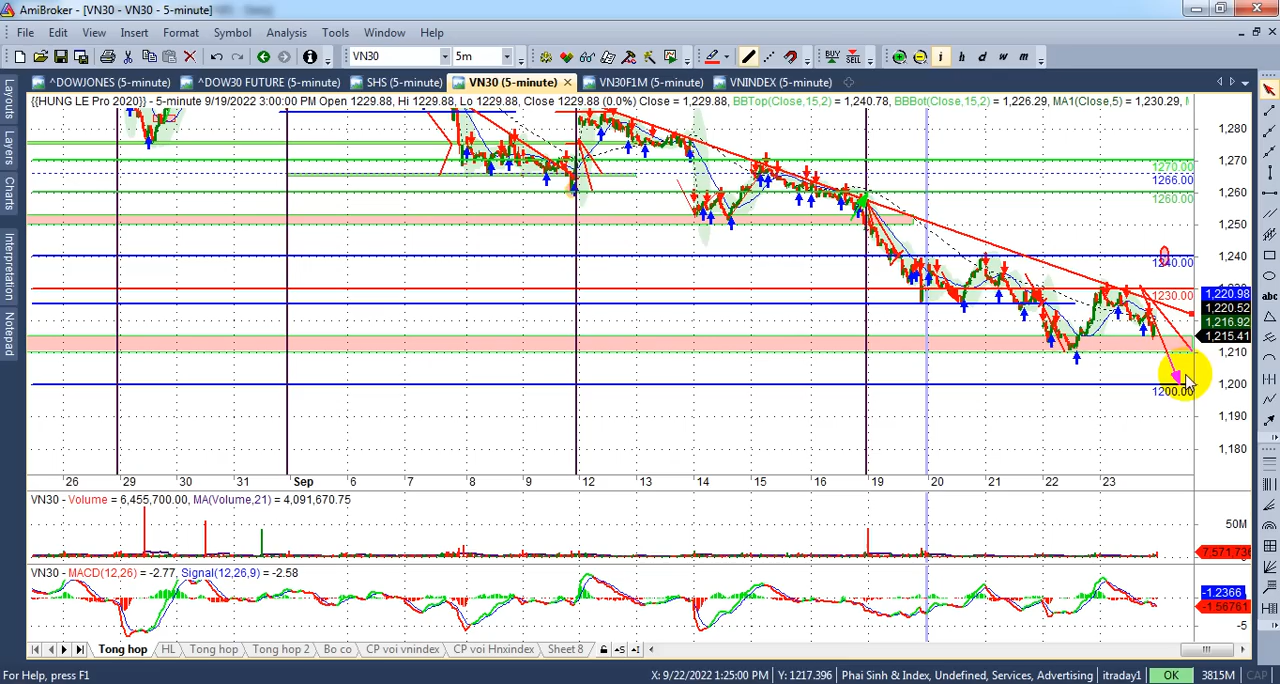 AmiBroker - [VN30 - VN30 - 5-minute]
File Edit View Insert Format Symbol Analysis Tools Window Help
VN30 5m BUY SELL i h d w m
^DOWJONES (5-minute) ^DOW30 FUTURE (5-minute) SHS (5-minute) VN30 (5-minute) VN30F1M (5-minute) VNINDEX (5-minute)
Layouts
Layers
Charts
Interpretation
Notepad
abc
{{HUNG LE Pro 2020}} - 5-minute 9/19/2022 3:00:00 PM Open 1229.88, Hi 1229.88, Lo 1229.88, Close 1229.88 (0.0%) Close = 1,229.88, BBTop(Close,15,2) = 1,240.78, BBBot(Close,15,2) = 1,226.29, MA1(Close,5) = 1,230.29,
1,280
1,270
1270.00
1266.00
1,260
1260.00
1,250
1,240
1240.00
1230.00
1,220.98
1,220.52
1,216.92
1,215.41
1,210
1,200
1200.00
1,190
1,180
26 29 30 31 Sep 6 7 8 9 12 13 14 15 16 19 20 21 22 23
VN30 - Volume = 6,455,700.00, MA(Volume,21) = 4,091,670.75
50M
7,571,736
VN30 - MACD(12,26) = -2.77, Signal(12,26,9) = -2.58
-1.2366
-1.56761
-5
Tong hop HL Tong hop Tong hop 2 Bo co CP voi vnindex CP voi Hnxindex Sheet 8
For Help, press F1 X: 9/22/2022 1:25:00 PM Y: 1217.396 Phai Sinh & Index, Undefined, Services, Advertising itraday1 OK 3815M CAP